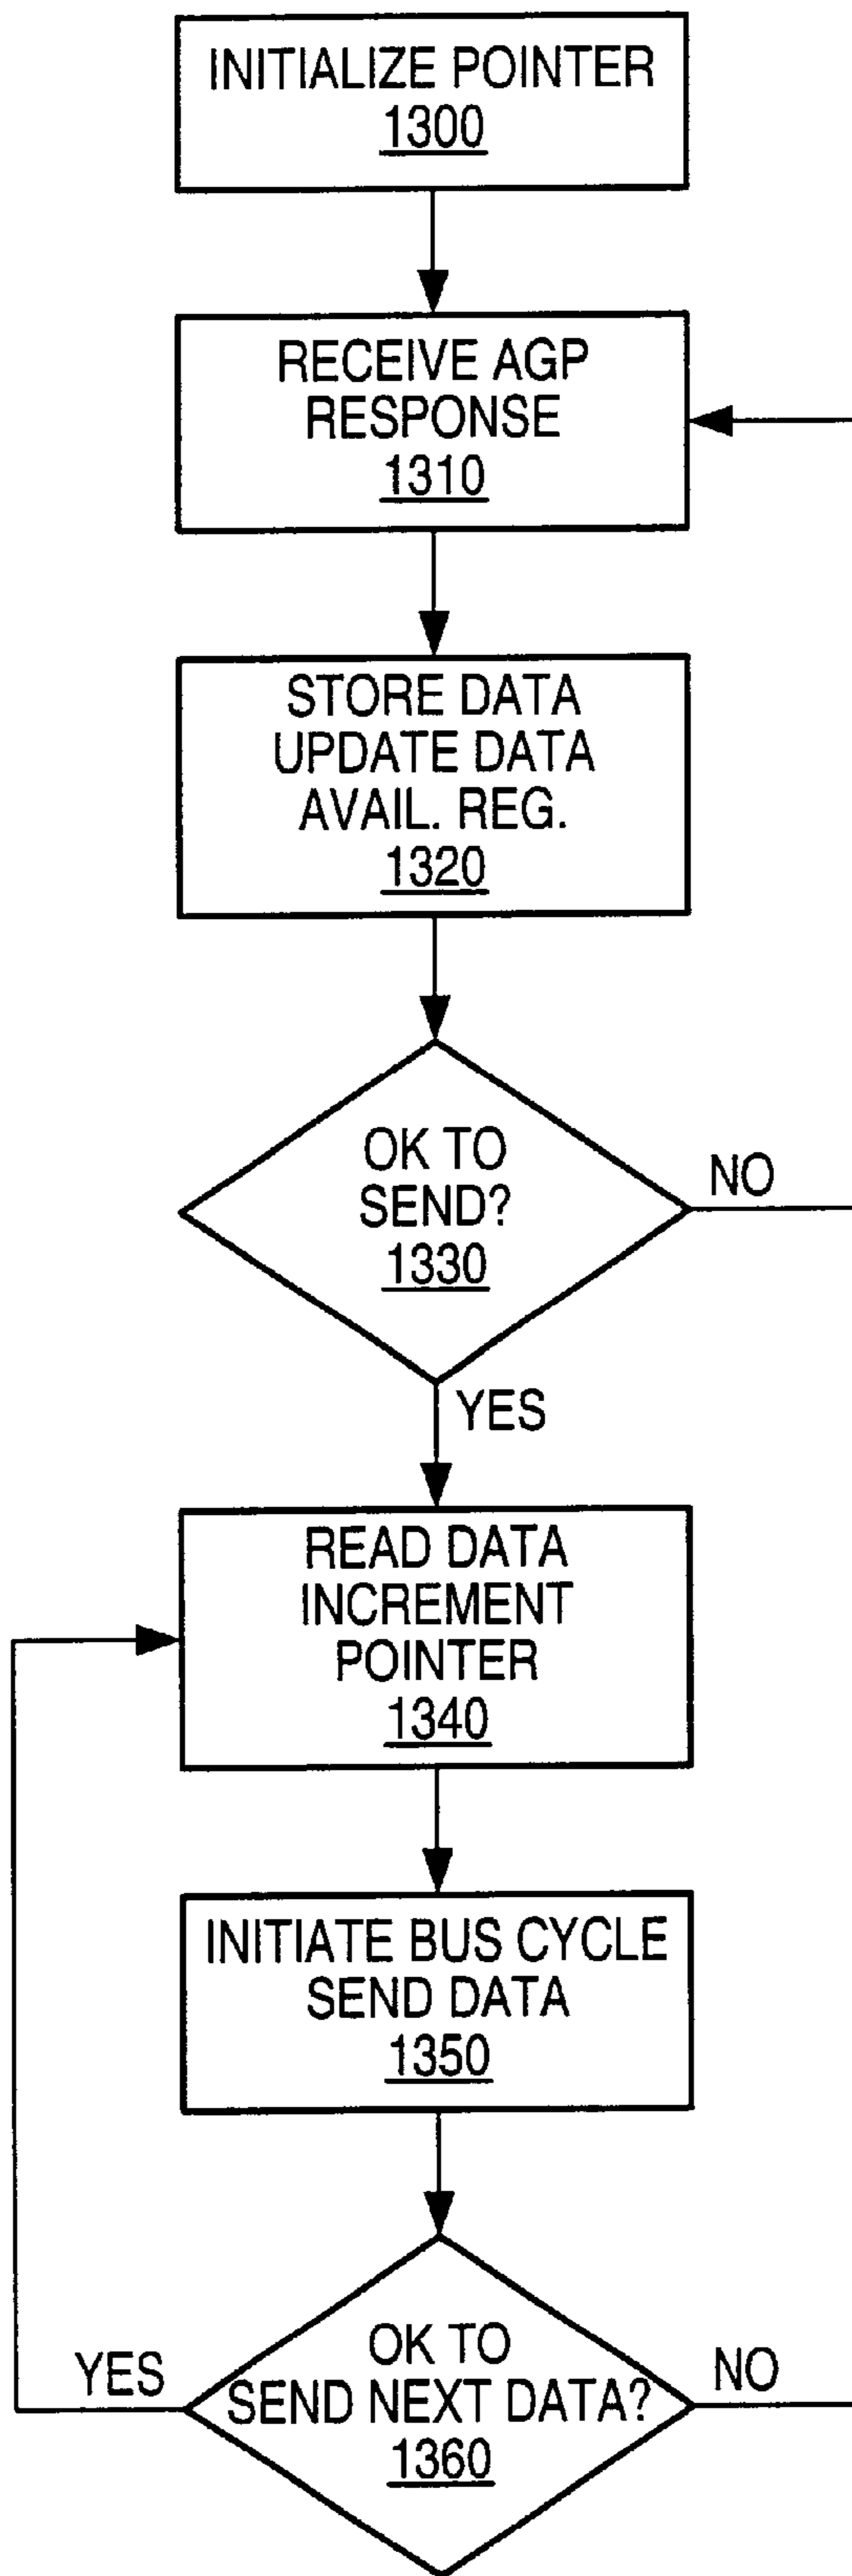 INITIALIZE POINTER
1300
RECEIVE AGP
RESPONSE
1310
STORE DATA
UPDATE DATA
AVAIL. REG.
1320
OK TO
SEND?
1330
NO
YES
READ DATA
INCREMENT
POINTER
1340
INITIATE BUS CYCLE
SEND DATA
1350
OK TO
SEND NEXT DATA?
1360
YES
NO